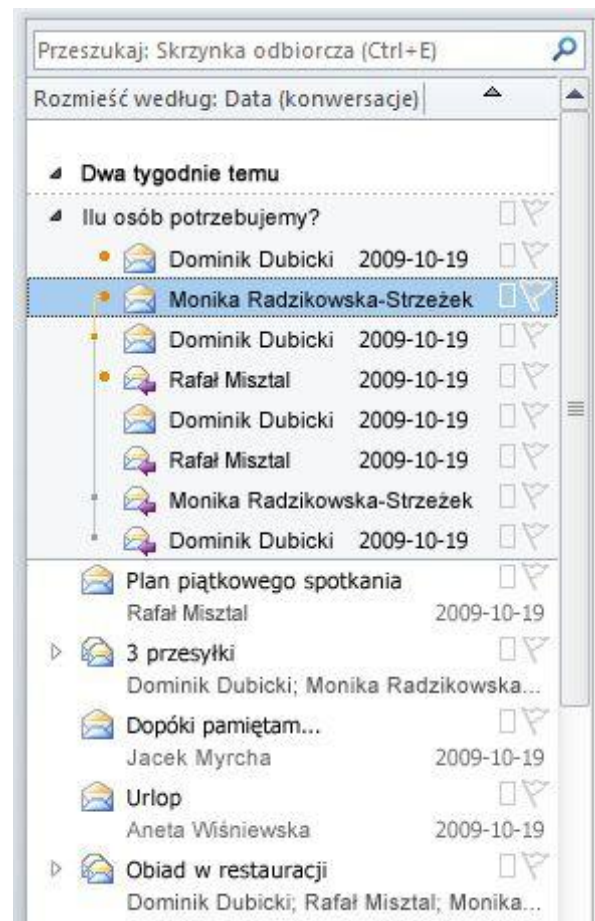 Przeszukaj: Skrzynka odbiorcza (Ctrl+E)
Rozmieść według: Data (konwersacje)
Dwa tygodnie temu
Ilu osób potrzebujemy?
Dominik Dubicki 2009-10-19
Monika Radzikowska-Strzeżek
Dominik Dubicki 2009-10-19
Rafał Misztal 2009-10-19
Dominik Dubicki 2009-10-19
Rafał Misztal 2009-10-19
Monika Radzikowska-Strzeżek
Dominik Dubicki 2009-10-19
Plan piątkowego spotkania
Rafał Misztal 2009-10-19
3 przesyłki
Dominik Dubicki; Monika Radzikowska...
Dopóki pamiętam...
Jacek Myrcha 2009-10-19
Urlop
Aneta Wiśniewska 2009-10-19
Obiad w restauracji
Dominik Dubicki; Rafał Misztal; Monika...